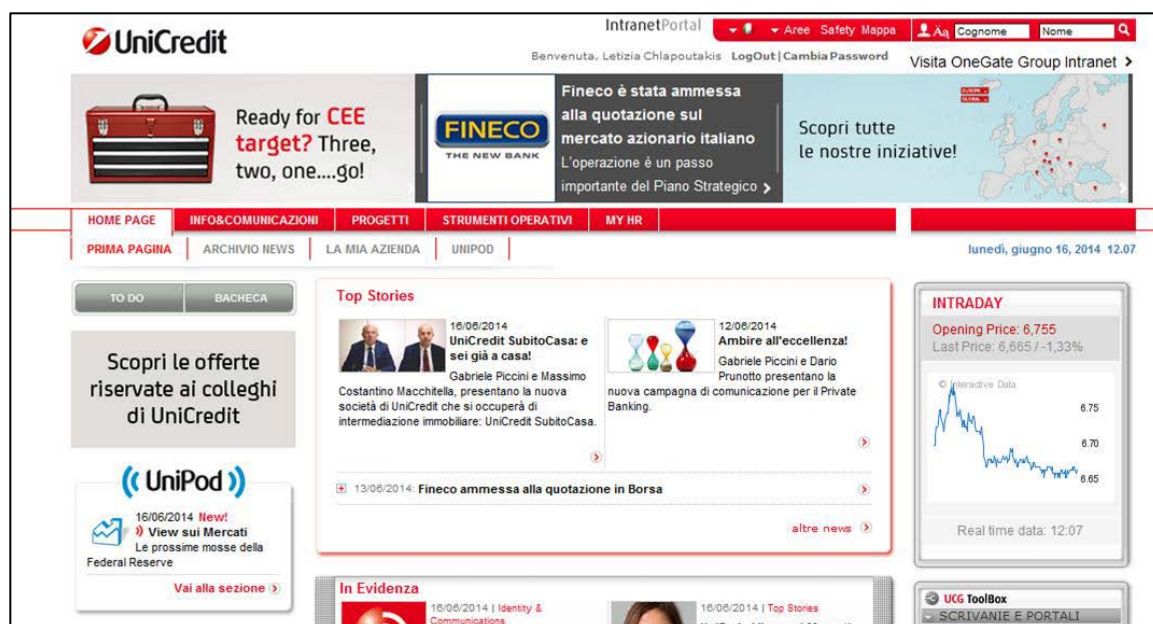 UniCredit
IntranetPortal
Aree Safety Mappa
Cognome
Nome
Benvenuta, Letizia Chlapoutakis LogOut | Cambia Password
Visita OneGate Group Intranet >
Ready for CEE
target? Three,
two, one....go!
FINECO
THE NEW BANK
Fineco è stata ammessa
alla quotazione sul
mercato azionario italiano
L'operazione è un passo
importante del Piano Strategico >
Scopri tutte
le nostre iniziative!
EUROPE
GLOBAL
HOME PAGE INFO&COMUNICAZIONI PROGETTI STRUMENTI OPERATIVI MY HR
PRIMA PAGINA ARCHIVIO NEWS LA MIA AZIENDA UNIPOD
lunedì, giugno 16, 2014 12.07
TO DO BACHECA
Scopri le offerte
riservate ai colleghi
di UniCredit
UniPod
16/06/2014 New!
View sui Mercati
Le prossime mosse della
Federal Reserve
Vai alla sezione
Top Stories
16/06/2014
UniCredit SubitoCasa: e
sei già a casa!
Gabriele Piccini e Massimo
Costantino Macchitella, presentano la nuova
società di UniCredit che si occuperà di
intermediazione immobiliare: UniCredit SubitoCasa.
12/06/2014
Ambire all'eccellenza!
Gabriele Piccini e Dario
Prunotto presentano la
nuova campagna di comunicazione per il Private
Banking.
13/06/2014: Fineco ammessa alla quotazione in Borsa
altre news
In Evidenza
16/06/2014 | Identity &
Communications
16/06/2014 | Top Stories
INTRADAY
Opening Price: 6,755
Last Price: 6,665 / -1,33%
© Interactive Data
6.75
6.70
6.65
Real time data: 12:07
UCG ToolBox
SCRIVANIE E PORTALI